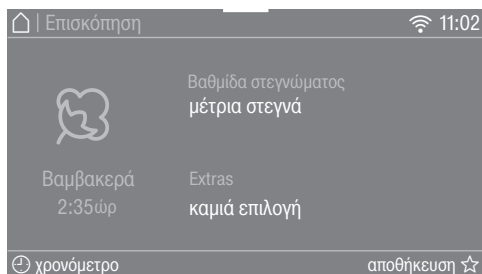 | Επισκόπηση 11:02
Βαθμίδα στεγνώματος
μέτρια στεγνά
Βαμβακερά
2:35ώρ
Extras
καμιά επιλογή
χρονόμετρο αποθήκευση